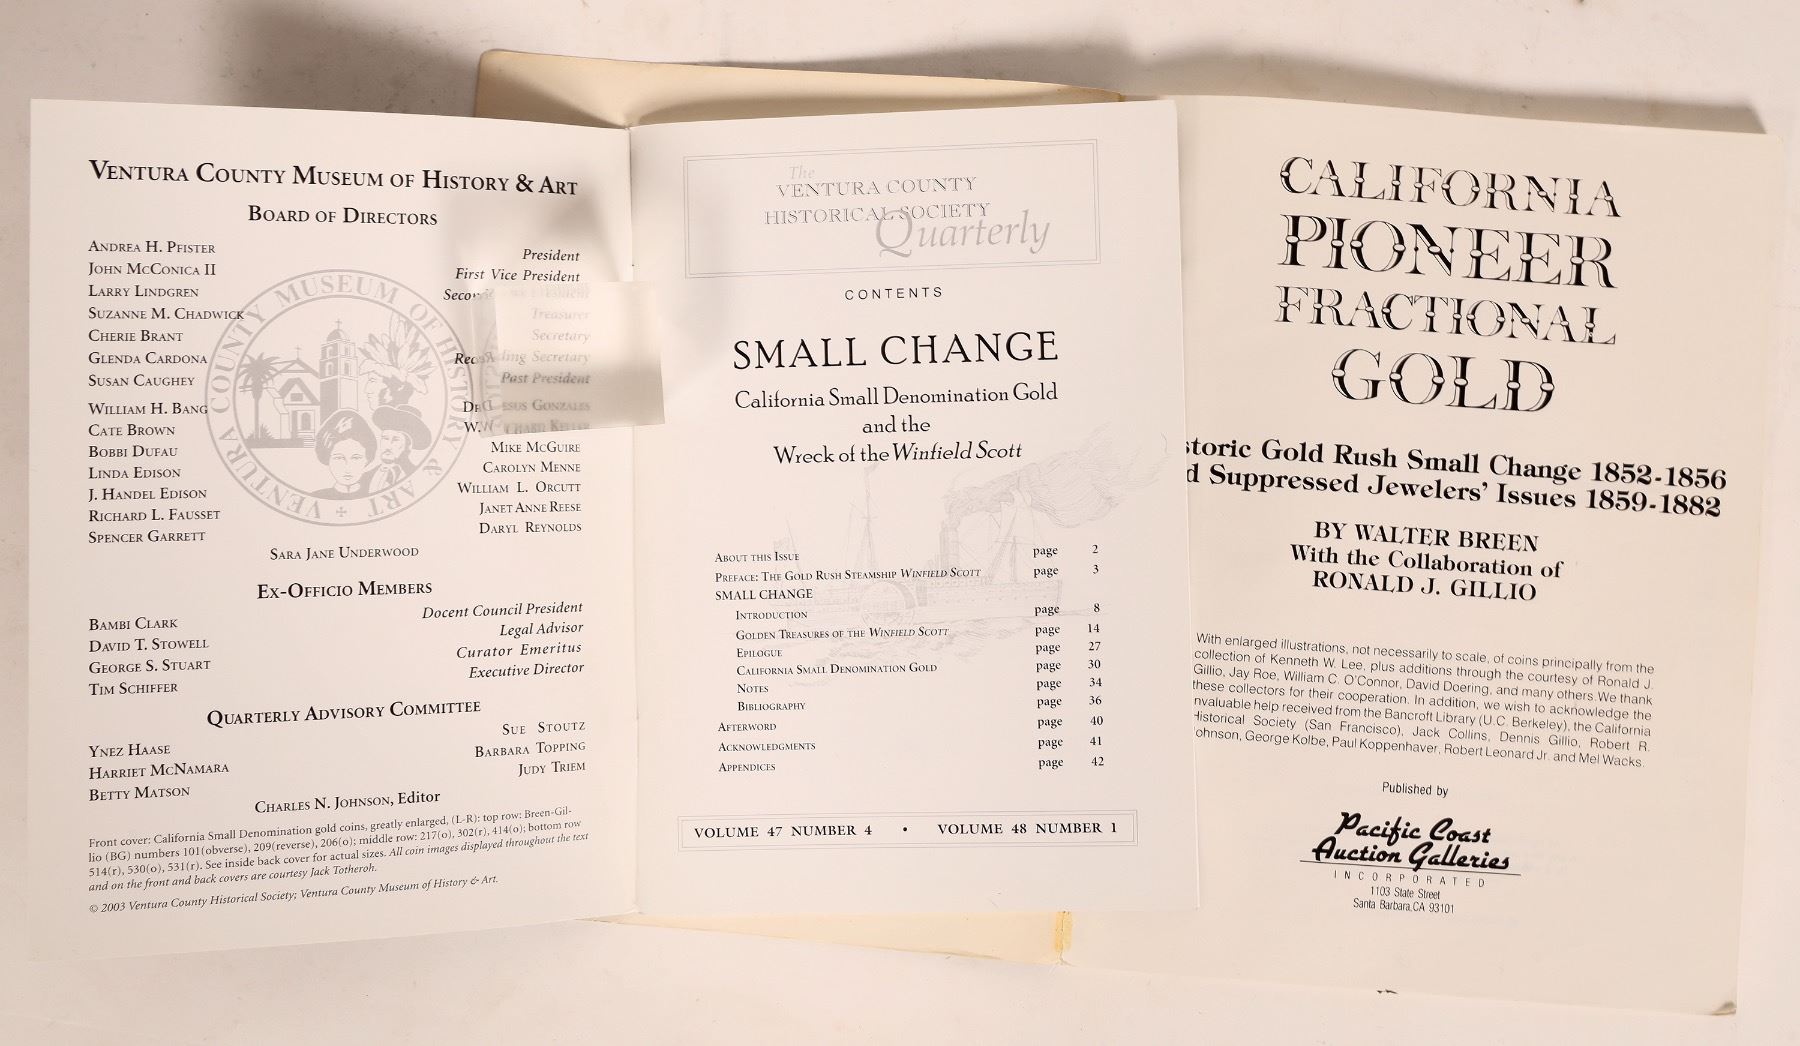 VENTURA COUNTY MUSEUM OF HISTORY & ART
BOARD OF DIRECTORS
ANDREA H. PFISTER President
JOHN MCCONICA II First Vice President
LARRY LINDGREN Second Vice President
SUZANNE M. CHADWICK Treasurer
CHERIE BRANT Secretary
GLENDA CARDONA Recording Secretary
SUSAN CAUGHEY Past President
WILLIAM H. BANG GONZALES
CATE BROWN W. KELLER
BOBBI DUFAU MIKE MCGUIRE
LINDA EDISON CAROLYN MENNE
J. HANDEL EDISON WILLIAM L. ORCUTT
RICHARD L. FAUSSET JANET ANNE REESE
SPENCER GARRETT DARYL REYNOLDS
SARA JANE UNDERWOOD
VENTURA COUNTY MUSEUM OF HISTORY & ART
EX-OFFICIO MEMBERS
BAMBI CLARK Docent Council President
DAVID T. STOWELL Legal Advisor
GEORGE S. STUART Curator Emeritus
TIM SCHIFFER Executive Director
QUARTERLY ADVISORY COMMITTEE
YNEZ HAASE SUE STOUTZ
HARRIET MCNAMARA BARBARA TOPPING
BETTY MATSON JUDY TRIEM
CHARLES N. JOHNSON, Editor
Front cover: California Small Denomination gold coins, greatly enlarged, (L-R): top row: Breen-Gil-
lio (BG) numbers 101(obverse), 209(reverse), 206(o); middle row: 217(o), 302(r), 414(o); bottom row
514(r), 530(o), 531(r). See inside back cover for actual sizes. All coin images displayed throughout the text
and on the front and back covers are courtesy Jack Totheroh.
© 2003 Ventura County Historical Society; Ventura County Museum of History & Art.
The
VENTURA COUNTY
HISTORICAL SOCIETY
Quarterly
CONTENTS
SMALL CHANGE
California Small Denomination Gold
and the
Wreck of the Winfield Scott
ABOUT THIS ISSUE page 2
PREFACE: THE GOLD RUSH STEAMSHIP WINFIELD SCOTT page 3
SMALL CHANGE
INTRODUCTION page 8
GOLDEN TREASURES OF THE WINFIELD SCOTT page 14
EPILOGUE page 27
CALIFORNIA SMALL DENOMINATION GOLD page 30
NOTES page 34
BIBLIOGRAPHY page 36
AFTERWORD page 40
ACKNOWLEDGMENTS page 41
APPENDICES page 42
VOLUME 47 NUMBER 4 • VOLUME 48 NUMBER 1
CALIFORNIA
PIONEER
FRACTIONAL
GOLD
storic Gold Rush Small Change 1852-1856
d Suppressed Jewelers' Issues 1859-1882
BY WALTER BREEN
With the Collaboration of
RONALD J. GILLIO
With enlarged illustrations, not necessarily to scale, of coins principally from the
collection of Kenneth W. Lee, plus additions through the courtesy of Ronald J.
Gillio, Jay Roe, William C. O'Connor, David Doering, and many others. We thank
these collectors for their cooperation. In addition, we wish to acknowledge the
nvaluable help received from the Bancroft Library (U.C. Berkeley), the California
Historical Society (San Francisco), Jack Collins, Dennis Gillio, Robert R.
ohnson, George Kolbe, Paul Koppenhaver, Robert Leonard Jr. and Mel Wacks.
Published by
Pacific Coast
Auction Galleries
INCORPORATED
1103 State Street
Santa Barbara, CA 93101